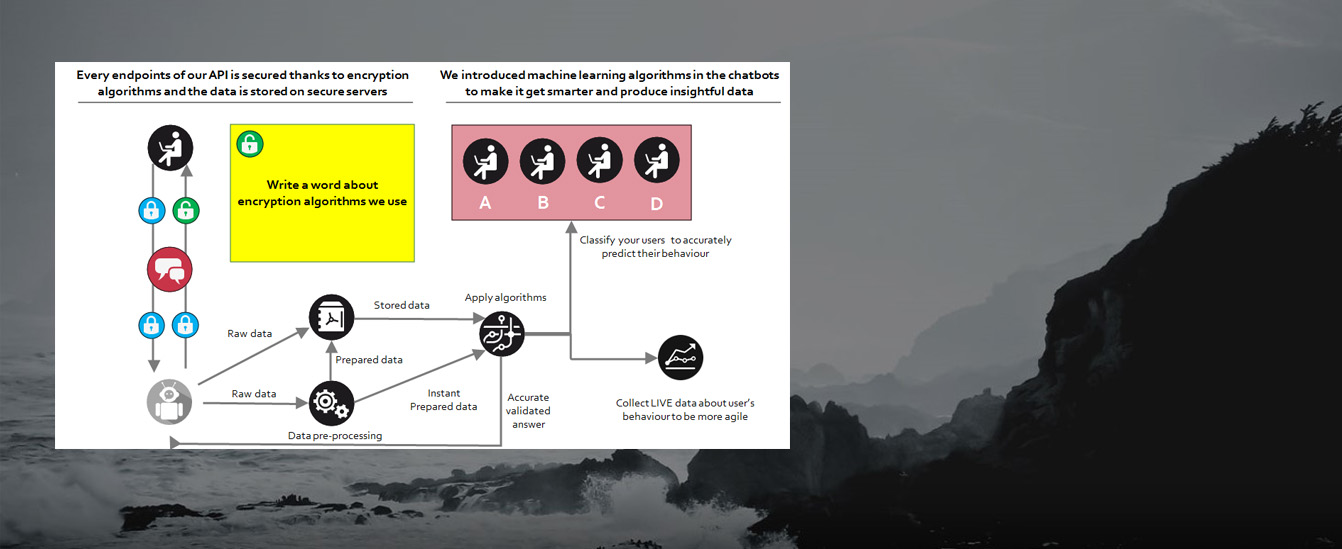 Every endpoints of our API is secured thanks to encryption
algorithms and the data is stored on secure servers
We introduced machine learning algorithms in the chatbots
to make it get smarter and produce insightful data
Write a word about
encryption algorithms we use
A B C D
Classify your users to accurately
predict their behaviour
Stored data
Apply algorithms
Raw data
Prepared data
Raw data
Instant
Prepared data
Accurate
validated
answer
Collect LIVE data about user's
behaviour to be more agile
Data pre-processing